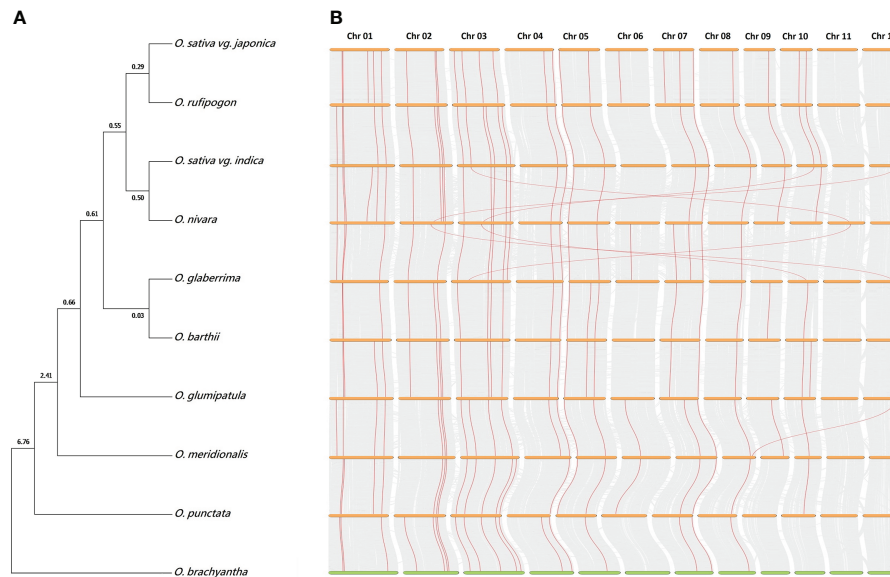 A
B
Chr 01 Chr 02 Chr 03 Chr 04 Chr 05 Chr 06 Chr 07 Chr 08 Chr 09 Chr 10 Chr 11 Chr 1
O. sativa vg. japonica
0.29
O. rufipogon
0.55
O. sativa vg. indica
0.50
O. nivara
0.61
O. glaberrima
0.66
0.03
O. barthii
2.41
O. glumipatula
6.76
O. meridionalis
O. punctata
O. brachyantha